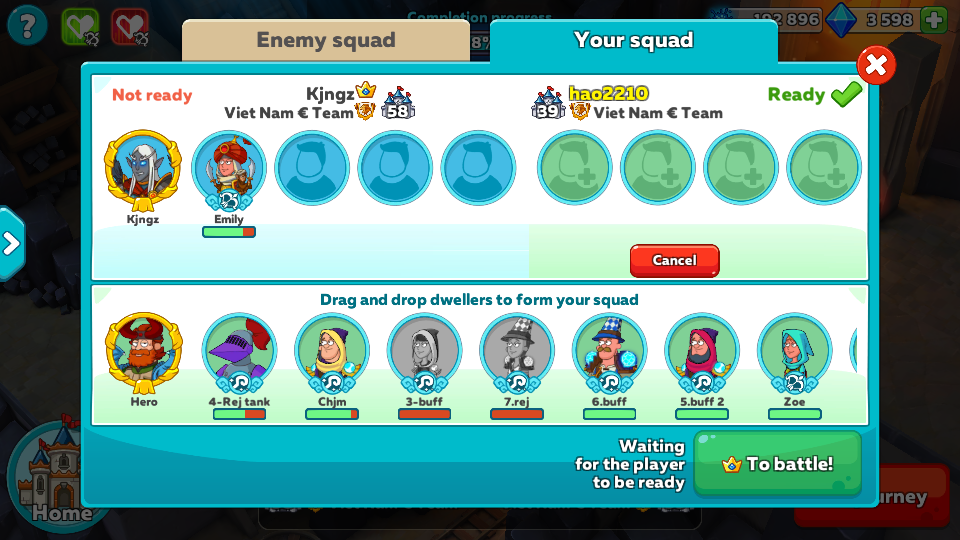 Completion progress
192 896
3 598
Enemy squad
8%
Your squad
Not ready
Kjngz
Viet Nam € Team
58
39
hao2210
Viet Nam € Team
Ready
Kjngz
Emily
Cancel
Drag and drop dwellers to form your squad
Hero
4-Rej tank
Chjm
3-buff
7.rej
6.buff
5.buff 2
Zoe
Waiting
for the player
to be ready
To battle!
Home
urney